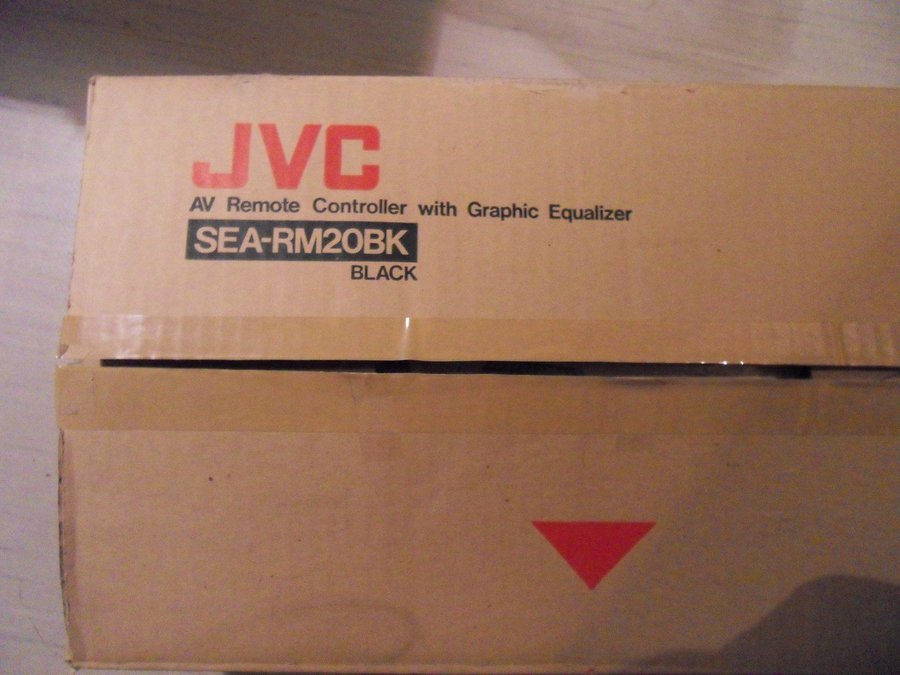 JVC
AV Remote Controller with Graphic Equalizer
SEA-RM20BK
BLACK